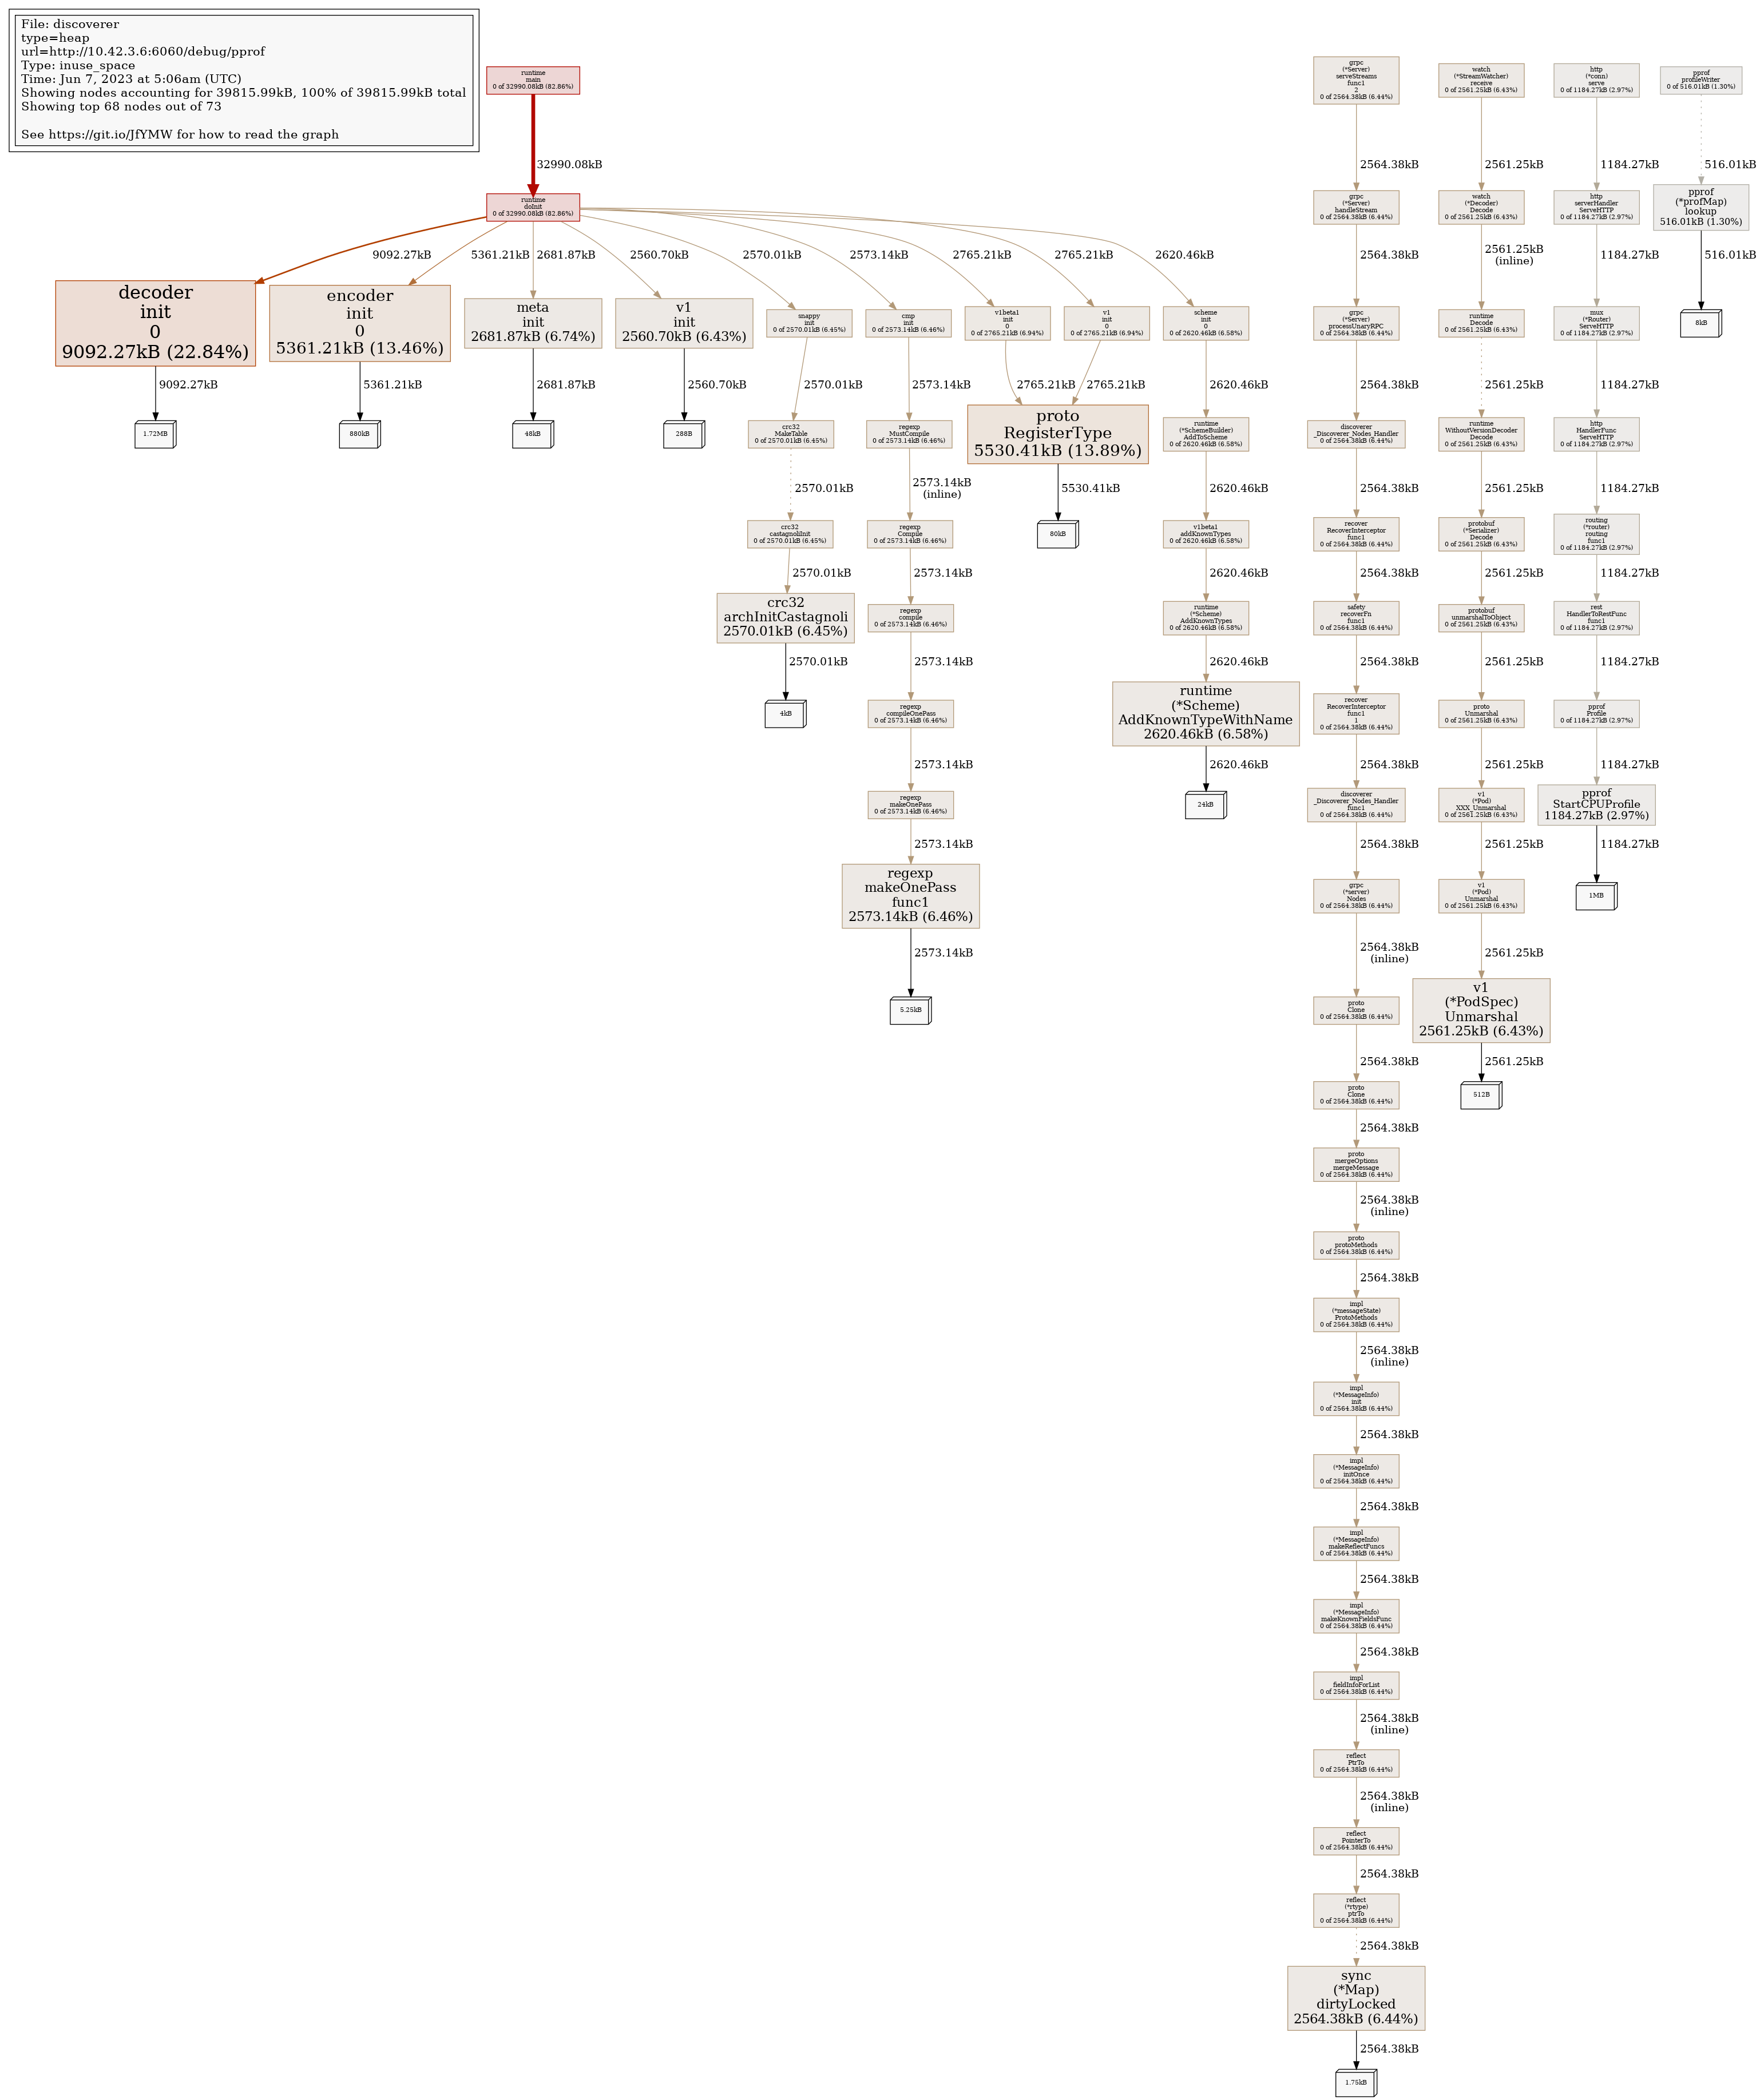 File: discoverer
type=heap
url=http://10.42.3.6:6060/debug/pprof
Type: inuse_space
Time: Jun 7, 2023 at 5:06am (UTC)
Showing nodes accounting for 39815.99kB, 100% of 39815.99kB total
Showing top 68 nodes out of 73
See https://git.io/JfYMW for how to read the graph
runtime
main
0 of 32990.08kB (82.86%)
32990.08kB
runtime
doInit
0 of 32990.08kB (82.86%)
9092.27kB
5361.21kB
2681.87kB
2560.70kB
2570.01kB
2573.14kB
2765.21kB
2765.21kB
2620.46kB
decoder
init
0
9092.27kB (22.84%)
9092.27kB
1.72MB
encoder
init
0
5361.21kB (13.46%)
5361.21kB
880kB
meta
init
2681.87kB (6.74%)
2681.87kB
48kB
v1
init
2560.70kB (6.43%)
2560.70kB
288B
snappy
init
0 of 2570.01kB (6.45%)
2570.01kB
crc32
MakeTable
0 of 2570.01kB (6.45%)
2570.01kB
crc32
castagnoliInit
0 of 2570.01kB (6.45%)
2570.01kB
crc32
archInitCastagnoli
2570.01kB (6.45%)
2570.01kB
4kB
cmp
init
0 of 2573.14kB (6.46%)
2573.14kB
regexp
MustCompile
0 of 2573.14kB (6.46%)
2573.14kB
(inline)
regexp
Compile
0 of 2573.14kB (6.46%)
2573.14kB
regexp
compile
0 of 2573.14kB (6.46%)
2573.14kB
regexp
compileOnePass
0 of 2573.14kB (6.46%)
2573.14kB
regexp
makeOnePass
0 of 2573.14kB (6.46%)
2573.14kB
regexp
makeOnePass
func1
2573.14kB (6.46%)
2573.14kB
5.25kB
v1beta1
init
0
0 of 2765.21kB (6.94%)
2765.21kB
v1
init
0
0 of 2765.21kB (6.94%)
2765.21kB
proto
RegisterType
5530.41kB (13.89%)
5530.41kB
80kB
scheme
init
0
0 of 2620.46kB (6.58%)
2620.46kB
runtime
(*SchemeBuilder)
AddToScheme
0 of 2620.46kB (6.58%)
2620.46kB
v1beta1
addKnownTypes
0 of 2620.46kB (6.58%)
2620.46kB
runtime
(*Scheme)
AddKnownTypes
0 of 2620.46kB (6.58%)
2620.46kB
runtime
(*Scheme)
AddKnownTypeWithName
2620.46kB (6.58%)
2620.46kB
24kB
grpc
(*Server)
serveStreams
func1
2
0 of 2564.38kB (6.44%)
2564.38kB
grpc
(*Server)
handleStream
0 of 2564.38kB (6.44%)
2564.38kB
grpc
(*Server)
processUnaryRPC
0 of 2564.38kB (6.44%)
2564.38kB
discoverer
_Discoverer_Nodes_Handler
0 of 2564.38kB (6.44%)
2564.38kB
recover
RecoverInterceptor
func1
0 of 2564.38kB (6.44%)
2564.38kB
safety
recoverFn
func1
0 of 2564.38kB (6.44%)
2564.38kB
recover
RecoverInterceptor
func1
1
0 of 2564.38kB (6.44%)
2564.38kB
discoverer
_Discoverer_Nodes_Handler
func1
0 of 2564.38kB (6.44%)
2564.38kB
grpc
(*server)
Nodes
0 of 2564.38kB (6.44%)
2564.38kB
(inline)
proto
Clone
0 of 2564.38kB (6.44%)
2564.38kB
proto
Clone
0 of 2564.38kB (6.44%)
2564.38kB
proto
mergeOptions
mergeMessage
0 of 2564.38kB (6.44%)
2564.38kB
(inline)
proto
protoMethods
0 of 2564.38kB (6.44%)
2564.38kB
impl
(*messageState)
ProtoMethods
0 of 2564.38kB (6.44%)
2564.38kB
(inline)
impl
(*MessageInfo)
init
0 of 2564.38kB (6.44%)
2564.38kB
impl
(*MessageInfo)
initOnce
0 of 2564.38kB (6.44%)
2564.38kB
impl
(*MessageInfo)
makeReflectFuncs
0 of 2564.38kB (6.44%)
2564.38kB
impl
(*MessageInfo)
makeKnownFieldsFunc
0 of 2564.38kB (6.44%)
2564.38kB
impl
fieldInfoForList
0 of 2564.38kB (6.44%)
2564.38kB
(inline)
reflect
PtrTo
0 of 2564.38kB (6.44%)
2564.38kB
(inline)
reflect
PointerTo
0 of 2564.38kB (6.44%)
2564.38kB
reflect
(*rtype)
ptrTo
0 of 2564.38kB (6.44%)
2564.38kB
sync
(*Map)
dirtyLocked
2564.38kB (6.44%)
2564.38kB
1.75kB
watch
(*StreamWatcher)
receive
0 of 2561.25kB (6.43%)
2561.25kB
watch
(*Decoder)
Decode
0 of 2561.25kB (6.43%)
2561.25kB
(inline)
runtime
Decode
0 of 2561.25kB (6.43%)
2561.25kB
runtime
WithoutVersionDecoder
Decode
0 of 2561.25kB (6.43%)
2561.25kB
protobuf
(*Serializer)
Decode
0 of 2561.25kB (6.43%)
2561.25kB
protobuf
unmarshalToObject
0 of 2561.25kB (6.43%)
2561.25kB
proto
Unmarshal
0 of 2561.25kB (6.43%)
2561.25kB
v1
(*Pod)
XXX_Unmarshal
0 of 2561.25kB (6.43%)
2561.25kB
v1
(*Pod)
Unmarshal
0 of 2561.25kB (6.43%)
2561.25kB
v1
(*PodSpec)
Unmarshal
2561.25kB (6.43%)
2561.25kB
512B
http
(*conn)
serve
0 of 1184.27kB (2.97%)
1184.27kB
http
serverHandler
ServeHTTP
0 of 1184.27kB (2.97%)
1184.27kB
mux
(*Router)
ServeHTTP
0 of 1184.27kB (2.97%)
1184.27kB
http
HandlerFunc
ServeHTTP
0 of 1184.27kB (2.97%)
1184.27kB
routing
(*router)
routing
func1
0 of 1184.27kB (2.97%)
1184.27kB
rest
HandlerToRestFunc
func1
0 of 1184.27kB (2.97%)
1184.27kB
pprof
Profile
0 of 1184.27kB (2.97%)
1184.27kB
pprof
StartCPUProfile
1184.27kB (2.97%)
1184.27kB
1MB
pprof
profileWriter
0 of 516.01kB (1.30%)
516.01kB
pprof
(*profMap)
lookup
516.01kB (1.30%)
516.01kB
8kB